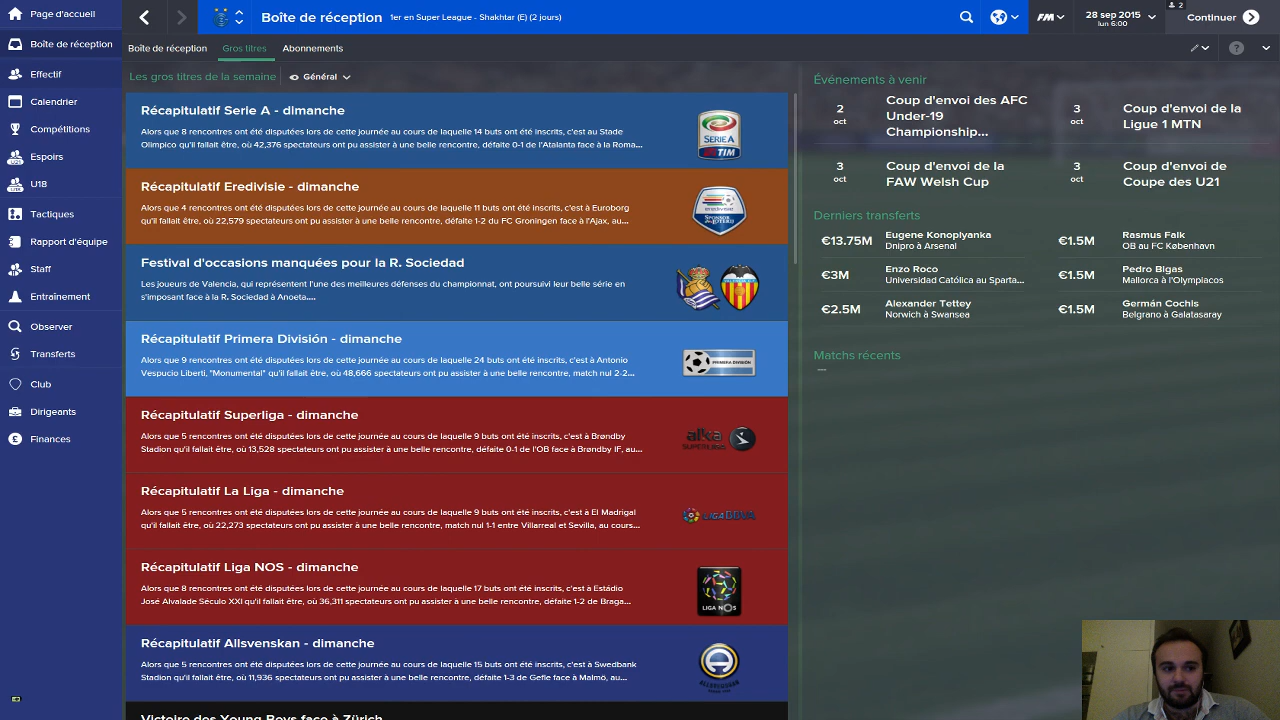 Page d'accueil
Boîte de réception
Effectif
Calendrier
Compétitions
Espoirs
U18
Tactiques
Rapport d'équipe
Staff
Entraînement
Observer
Transferts
Club
Dirigeants
Finances
Boîte de réception 1er en Super League - Shakhtar (E) (2 jours)
FM
28 sep 2015
lun 6:00
2
Continuer
Boîte de réception Gros titres Abonnements
Les gros titres de la semaine Général
Récapitulatif Serie A - dimanche
Alors que 8 rencontres ont été disputées lors de cette journée au cours de laquelle 14 buts ont été inscrits, c'est au Stade
Olimpico qu'il fallait être, où 42,376 spectateurs ont pu assister à une belle rencontre, défaite 0-1 de l'Atalanta face à la Roma...
SERIE A
TIM
Récapitulatif Eredivisie - dimanche
Alors que 4 rencontres ont été disputées lors de cette journée au cours de laquelle 11 buts ont été inscrits, c'est à Euroborg
qu'il fallait être, où 22,579 spectateurs ont pu assister à une belle rencontre, défaite 1-2 du FC Groningen face à l'Ajax, au...
eredivisie
Festival d'occasions manquées pour la R. Sociedad
Les joueurs de Valencia, qui représentent l'une des meilleures défenses du championnat, ont poursuivi leur belle série en
s'imposant face à la R. Sociedad à Anoeta....
Récapitulatif Primera División - dimanche
Alors que 9 rencontres ont été disputées lors de cette journée au cours de laquelle 24 buts ont été inscrits, c'est à Antonio
Vespucio Liberti, "Monumental" qu'il fallait être, où 48,666 spectateurs ont pu assister à une belle rencontre, match nul 2-2...
PRIMERA DIVISIÓN
Récapitulatif Superliga - dimanche
Alors que 5 rencontres ont été disputées lors de cette journée au cours de laquelle 9 buts ont été inscrits, c'est à Brøndby
Stadion qu'il fallait être, où 13,528 spectateurs ont pu assister à une belle rencontre, défaite 0-1 de l'OB face à Brøndby IF, au...
alka
SUPERLIGA
Récapitulatif La Liga - dimanche
Alors que 5 rencontres ont été disputées lors de cette journée au cours de laquelle 9 buts ont été inscrits, c'est à El Madrigal
qu'il fallait être, où 22,273 spectateurs ont pu assister à une belle rencontre, match nul 1-1 entre Villarreal et Sevilla, au cours...
LIGA BBVA
Récapitulatif Liga NOS - dimanche
Alors que 8 rencontres ont été disputées lors de cette journée au cours de laquelle 17 buts ont été inscrits, c'est à Estádio
José Alvalade Século XXI qu'il fallait être, où 36,311 spectateurs ont pu assister à une belle rencontre, défaite 1-2 de Braga...
LIGA NOS
Récapitulatif Allsvenskan - dimanche
Alors que 5 rencontres ont été disputées lors de cette journée au cours de laquelle 15 buts ont été inscrits, c'est à Swedbank
Stadion qu'il fallait être, où 11,936 spectateurs ont pu assister à une belle rencontre, défaite 1-3 de Gefle face à Malmö, au...
ALLSVENSKAN
Victoire des Young Boys face à Zürich
Événements à venir
2 oct Coup d'envoi des AFC
Under-19
Championship...
3 oct Coup d'envoi de la
Ligue 1 MTN
3 oct Coup d'envoi de la
FAW Welsh Cup
3 oct Coup d'envoi de
Coupe des U21
Derniers transferts
€13.75M Eugene Konoplyanka
Dnipro à Arsenal
€1.5M Rasmus Falk
OB au FC København
€3M Enzo Roco
Universidad Católica au Sparta...
€1.5M Pedro Bigas
Mallorca à l'Olympiacos
€2.5M Alexander Tettey
Norwich à Swansea
€1.5M Germán Conti
Belgrano à Galatasaray
Matchs récents